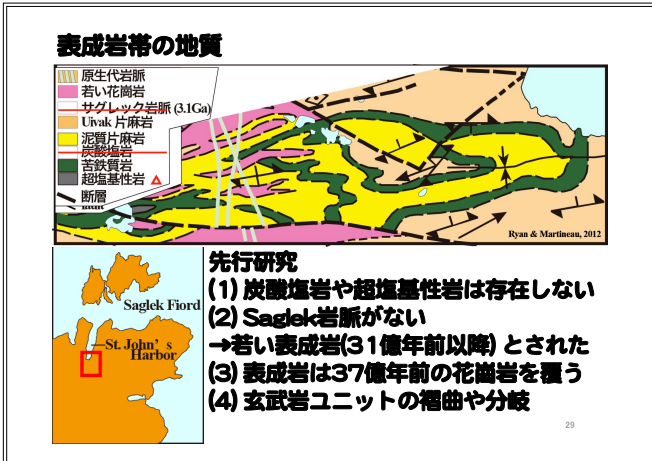 表成岩帯の地質
原生代岩脈
若い花崗岩
サグレック岩脈 (3.1Ga)
Uivak 片麻岩
泥質片麻岩
炭酸塩岩
苦鉄質岩
超塩基性岩
断層
fault
Ryan & Martineau, 2012
Saglek Fiord
St. John's
Harbor
先行研究
(1) 炭酸塩岩や超塩基性岩は存在しない
(2) Saglek岩脈がない
→若い表成岩(31億年前以降) とされた
(3) 表成岩は37億年前の花崗岩を覆う
(4) 玄武岩ユニットの褶曲や分岐
29